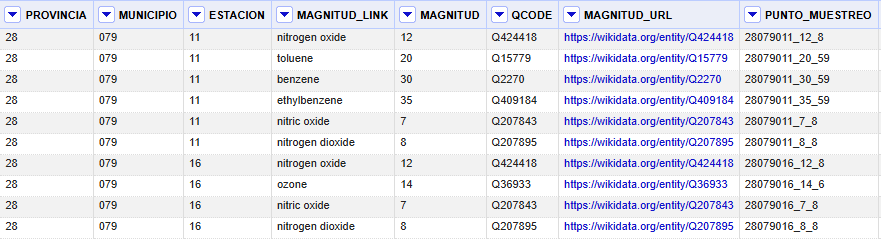 PROVINCIA MUNICIPIO ESTACION MAGNITUD_LINK MAGNITUD QCODE MAGNITUD_URL PUNTO_MUESTREO
28 079 11 nitrogen oxide 12 Q424418 https://wikidata.org/entity/Q424418 28079011_12_8
28 079 11 toluene 20 Q15779 https://wikidata.org/entity/Q15779 28079011_20_59
28 079 11 benzene 30 Q2270 https://wikidata.org/entity/Q2270 28079011_30_59
28 079 11 ethylbenzene 35 Q409184 https://wikidata.org/entity/Q409184 28079011_35_59
28 079 11 nitric oxide 7 Q207843 https://wikidata.org/entity/Q207843 28079011_7_8
28 079 11 nitrogen dioxide 8 Q207895 https://wikidata.org/entity/Q207895 28079011_8_8
28 079 16 nitrogen oxide 12 Q424418 https://wikidata.org/entity/Q424418 28079016_12_8
28 079 16 ozone 14 Q36933 https://wikidata.org/entity/Q36933 28079016_14_6
28 079 16 nitric oxide 7 Q207843 https://wikidata.org/entity/Q207843 28079016_7_8
28 079 16 nitrogen dioxide 8 Q207895 https://wikidata.org/entity/Q207895 28079016_8_8